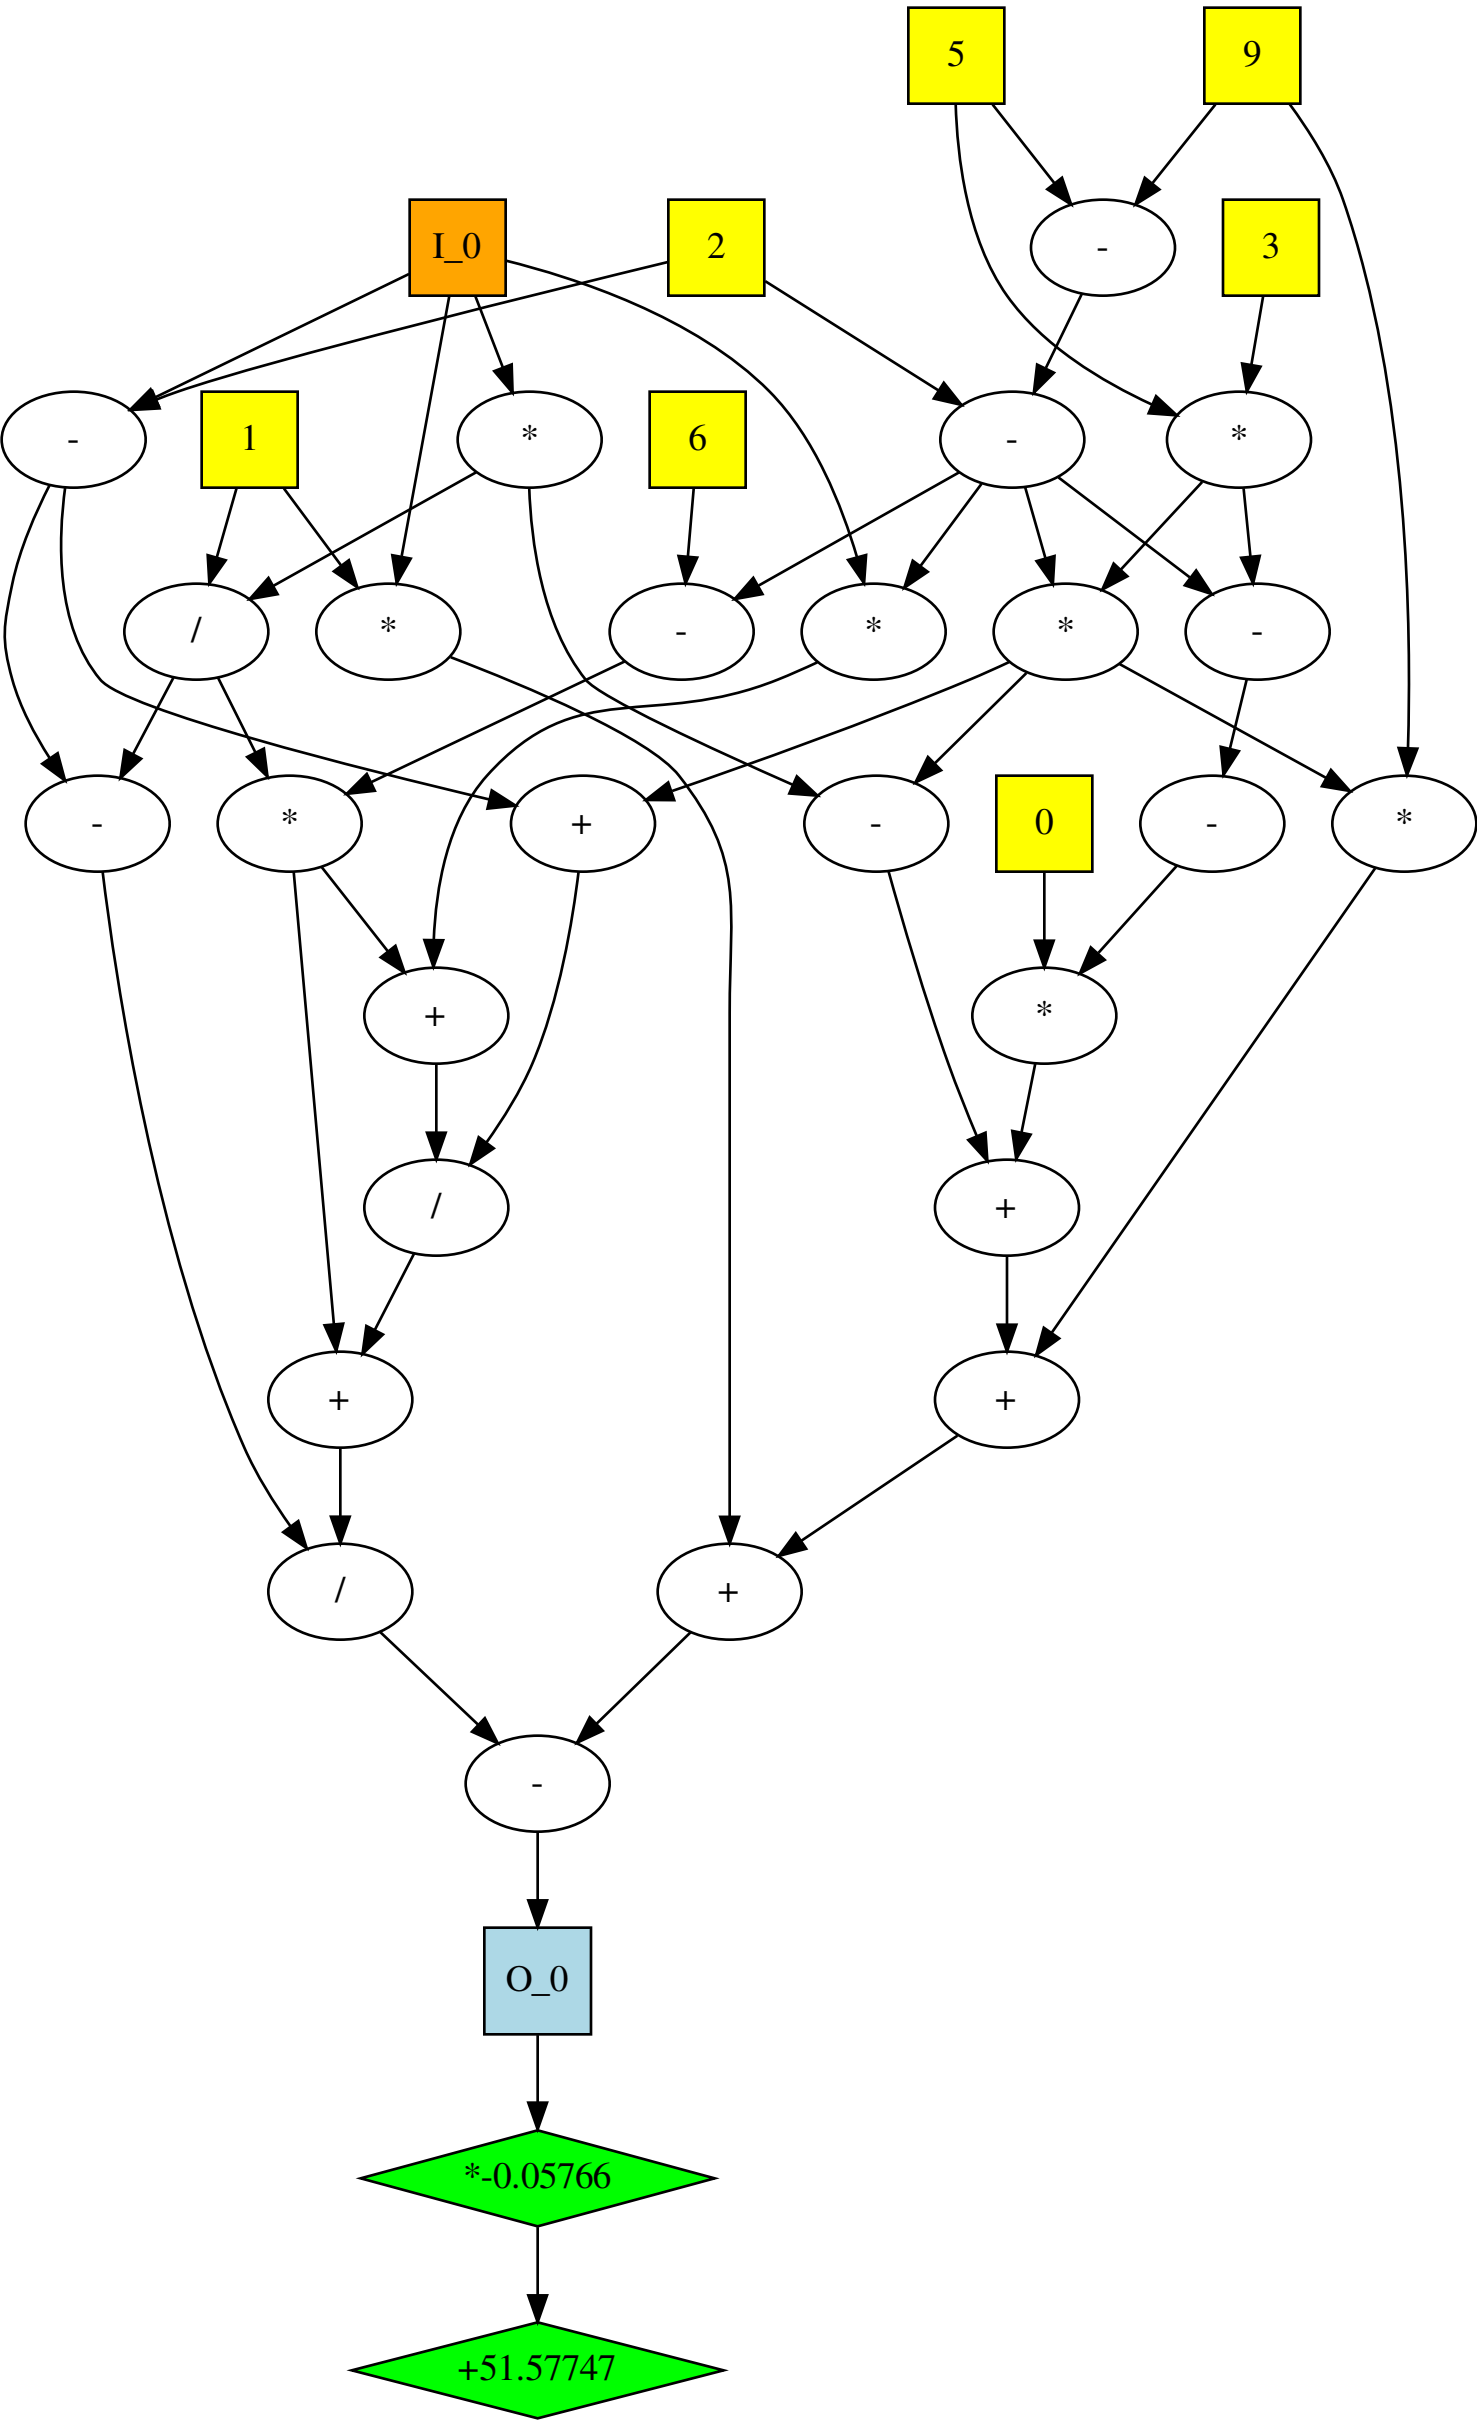 5 9
I_0 2 - 3
- 1 * 6 - *
/ * - * * -
- * + - 0 - *
+ *
/ +
+ +
/ +
-
O_0
*-0.05766
+51.57747